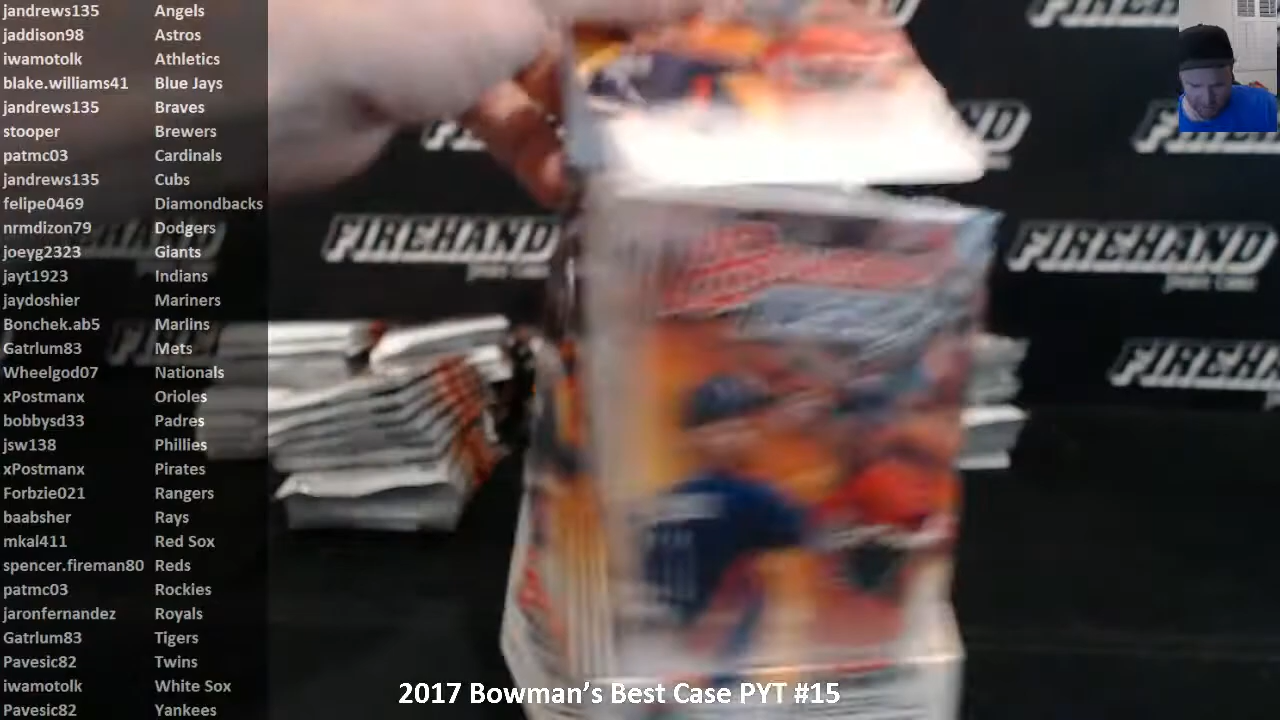 jandrews135 Angels
jaddison98 Astros
iwamotolk Athletics
blake.williams41 Blue Jays
jandrews135 Braves
stooper Brewers
patmc03 Cardinals
jandrews135 Cubs
felipe0469 Diamondbacks
nrmdizon79 Dodgers
joeyg2323 Giants
jayt1923 Indians
jaydoshier Mariners
Bonchek.ab5 Marlins
Gatrlum83 Mets
Wheelgod07 Nationals
xPostmanx Orioles
bobbysd33 Padres
jsw138 Phillies
xPostmanx Pirates
Forbzie021 Rangers
baabsher Rays
mkal411 Red Sox
spencer.fireman80 Reds
patmc03 Rockies
jaronfernandez Royals
Gatrlum83 Tigers
Pavesic82 Twins
iwamotolk White Sox
Pavesic82 Yankees
FIREHAND
FIREHAND
FIREHAND
FIREHAND
2017 Bowman's Best Case PYT #15